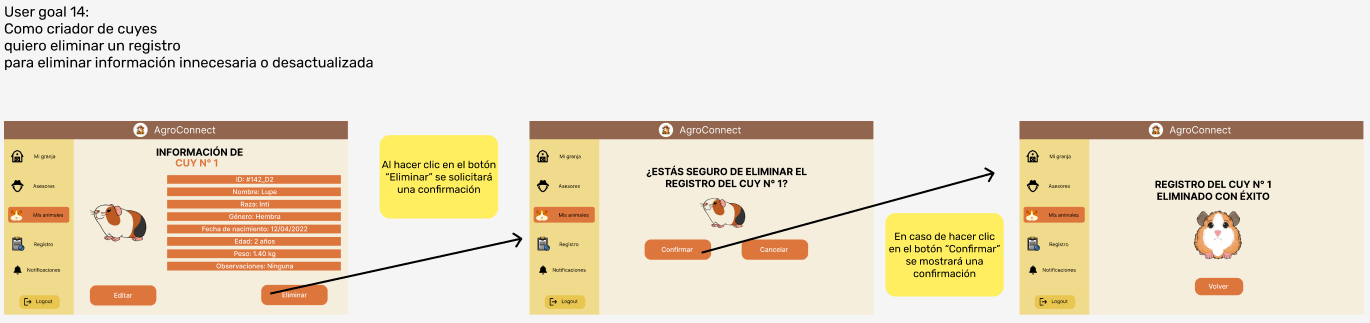 User goal 14:
Como criador de cuyes
quiero eliminar un registro
para eliminar información innecesaria o desactualizada
AgroConnect
Mi granja
Asesores
Mis animales
Registro
Notificaciones
Logout
INFORMACIÓN DE
CUY N° 1
ID: #142_D2
Nombre: Lupe
Raza: Inti
Género: Hembra
Fecha de nacimiento: 12/04/2022
Edad: 2 años
Peso: 1.40 kg
Observaciones: Ninguna
Editar
Eliminar
Al hacer clic en el botón
"Eliminar" se solicitará
una confirmación
AgroConnect
Mi granja
Asesores
Mis animales
Registro
Notificaciones
Logout
¿ESTÁS SEGURO DE ELIMINAR EL
REGISTRO DEL CUY N° 1?
Confirmar
Cancelar
En caso de hacer clic
en el botón "Confirmar"
se mostrará una
confirmación
AgroConnect
Mi granja
Asesores
Mis animales
Registro
Notificaciones
Logout
REGISTRO DEL CUY N° 1
ELIMINADO CON ÉXITO
Volver